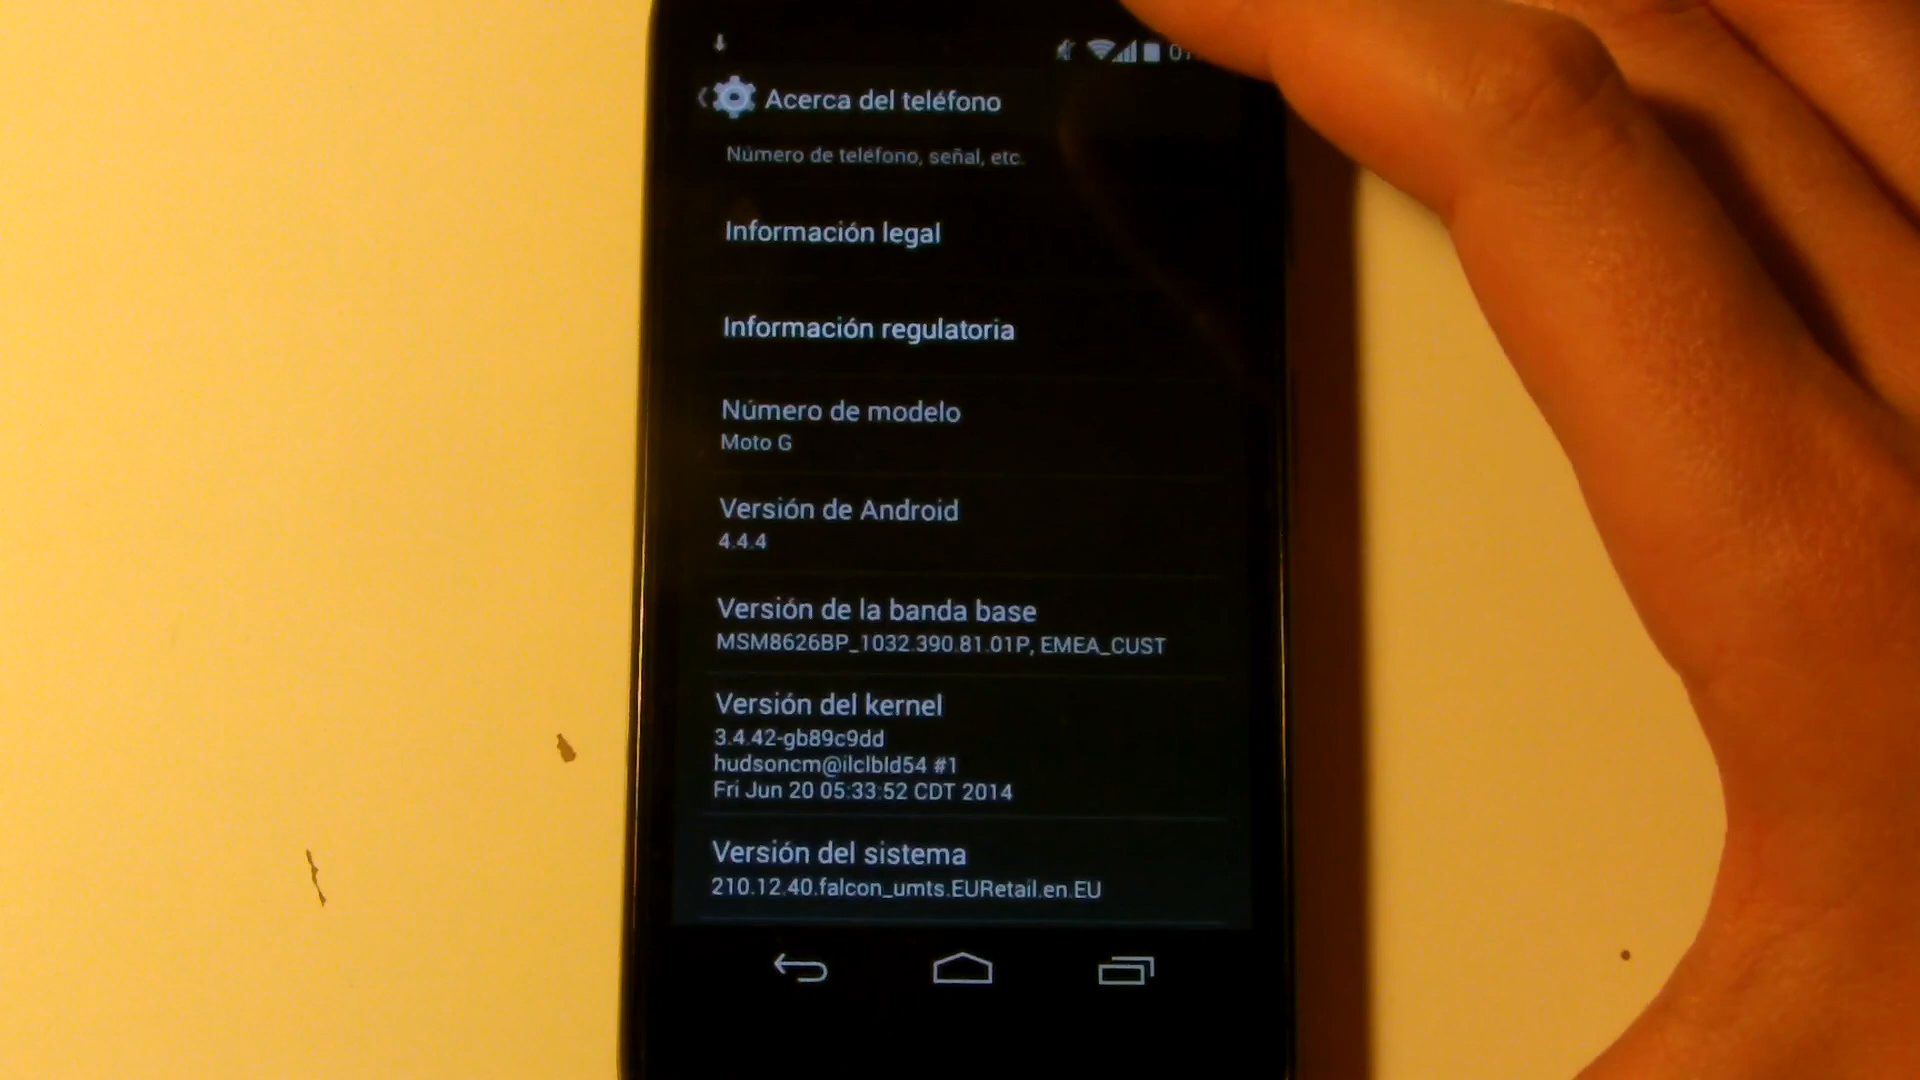 Acerca del teléfono
Número de teléfono, señal, etc.
Información legal
Información regulatoria
Número de modelo
Moto G
Versión de Android
4.4.4
Versión de la banda base
MSM8626BP_1032.390.81.01P, EMEA_CUST
Versión del kernel
3.4.42-gb89c9dd
hudsoncm@ilclbld54 #1
Fri Jun 20 05:33:52 CDT 2014
Versión del sistema
210.12.40.falcon_umts.EURetail.en.EU